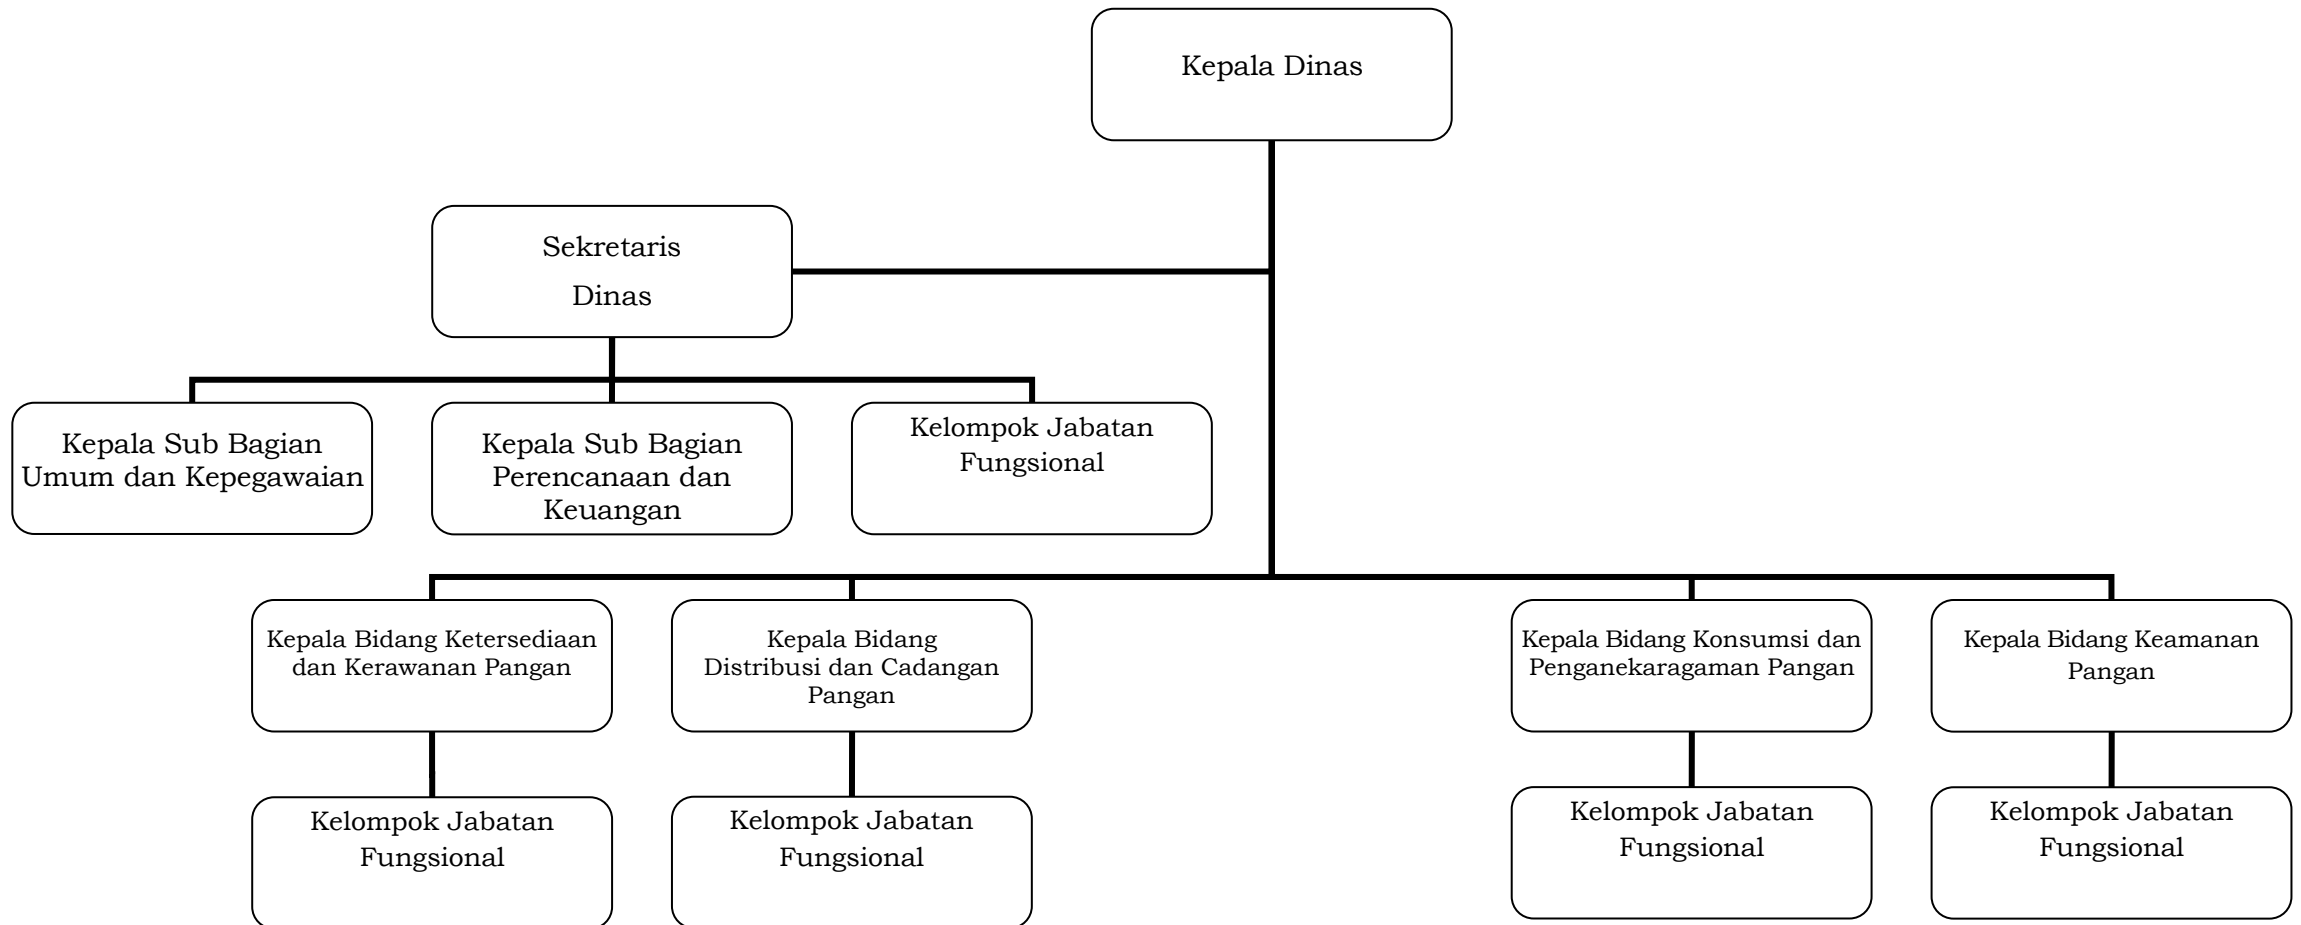 Kepala Dinas
Sekretaris
Dinas
Kepala Sub Bagian
Umum dan Kepegawaian
Kepala Sub Bagian
Perencanaan dan
Keuangan
Kelompok Jabatan
Fungsional
Kepala Bidang Ketersediaan
dan Kerawanan Pangan
Kepala Bidang
Distribusi dan Cadangan
Pangan
Kepala Bidang Konsumsi dan
Penganekaragaman Pangan
Kepala Bidang Keamanan
Pangan
Kelompok Jabatan
Fungsional
Kelompok Jabatan
Fungsional
Kelompok Jabatan
Fungsional
Kelompok Jabatan
Fungsional